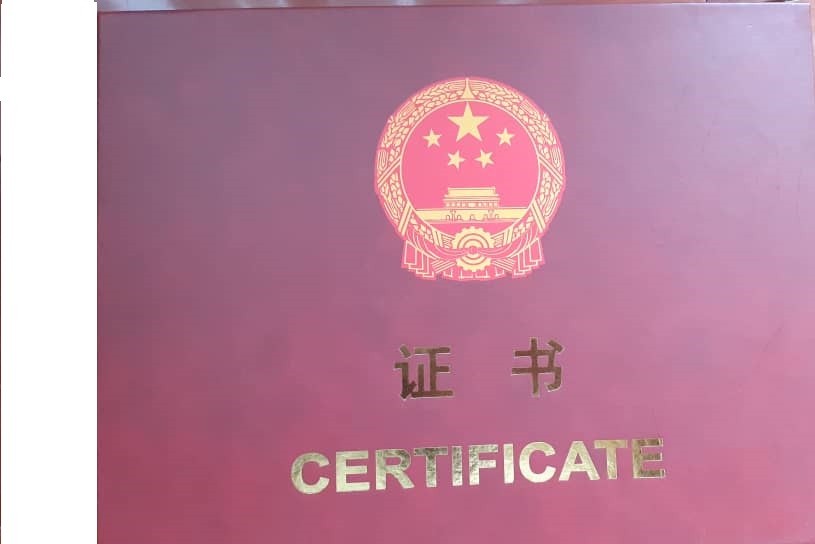 证 书
CERTIFICATE